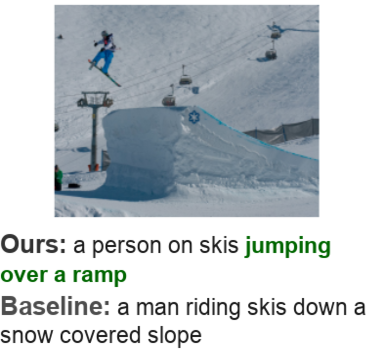 Ours: a person on skis jumping
over a ramp
Baseline: a man riding skis down a
snow covered slope